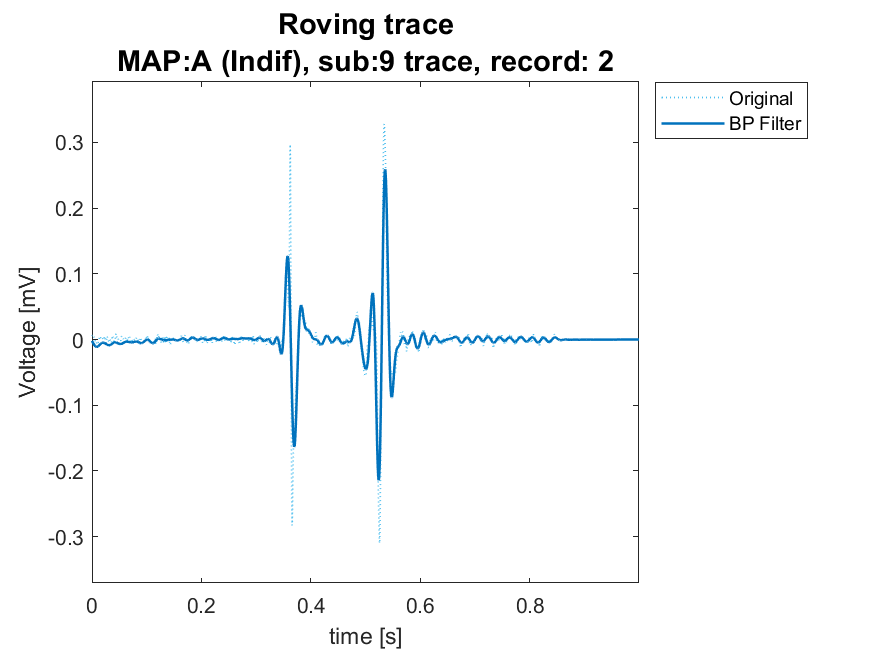 Roving trace
MAP:A (Indif), sub:9 trace, record: 2
Original
BP Filter
0.3
0.2
0.1
0
-0.1
-0.2
-0.3
Voltage [mV]
0 0.2 0.4 0.6 0.8
time [s]